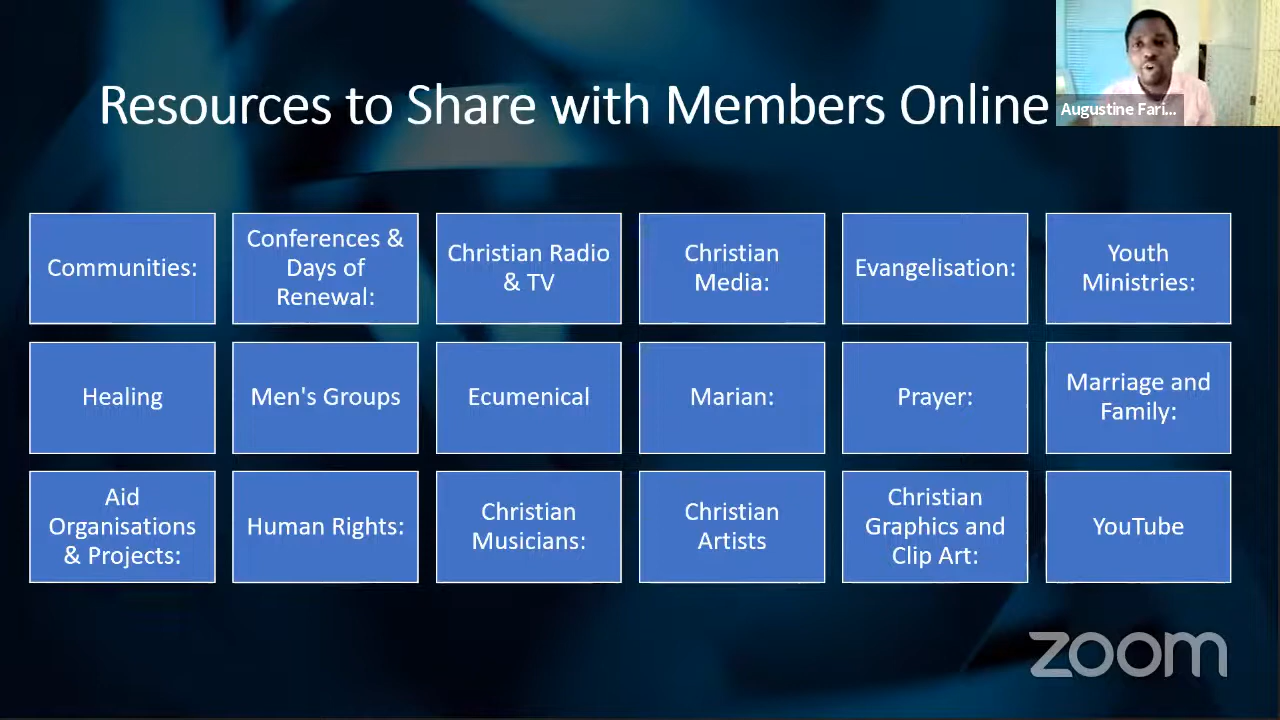 Resources to Share with Members Online
Augustine Fari...
Communities:
Conferences &
Days of
Renewal:
Christian Radio
& TV
Christian
Media:
Evangelisation:
Youth
Ministries:
Healing
Men's Groups
Ecumenical
Marian:
Prayer:
Marriage and
Family:
Aid
Organisations
& Projects:
Human Rights:
Christian
Musicians:
Christian
Artists
Christian
Graphics and
Clip Art:
YouTube
zoom